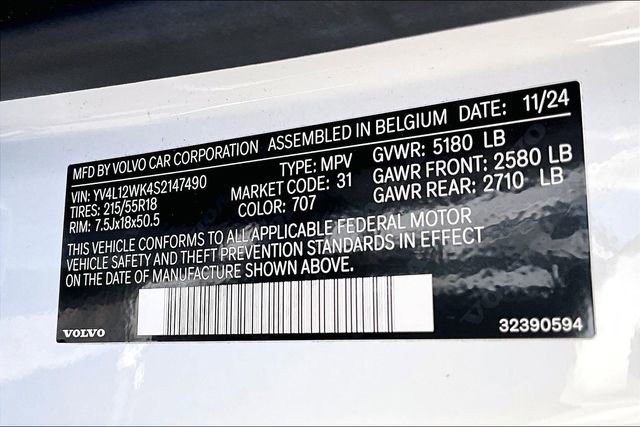 MFD BY VOLVO CAR CORPORATION ASSEMBLED IN BELGIUM DATE: 11/24
VIN: YV4L12WK4S2147490 TYPE: MPV GVWR: 5180 LB
TIRES: 215/55R18 MARKET CODE: 31 GAWR FRONT: 2580 LB
RIM: 7.5Jx18x50.5 COLOR: 707 GAWR REAR: 2710 LB
THIS VEHICLE CONFORMS TO ALL APPLICABLE FEDERAL MOTOR
VEHICLE SAFETY AND THEFT PREVENTION STANDARDS IN EFFECT
ON THE DATE OF MANUFACTURE SHOWN ABOVE.
VOLVO 32390594